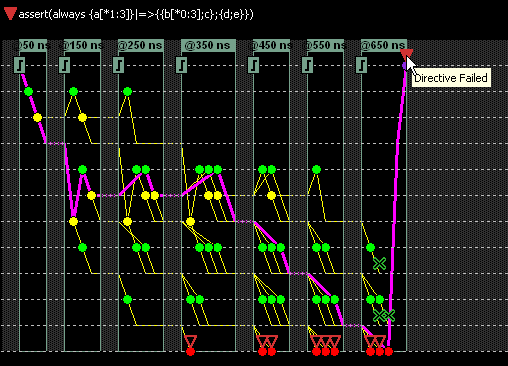 assert(always {a[*1:3]}|=>{{b[*0:3];c};{d;e}})
@50 ns @150 ns @250 ns @350 ns @450 ns @550 ns @650 ns
Directive Failed